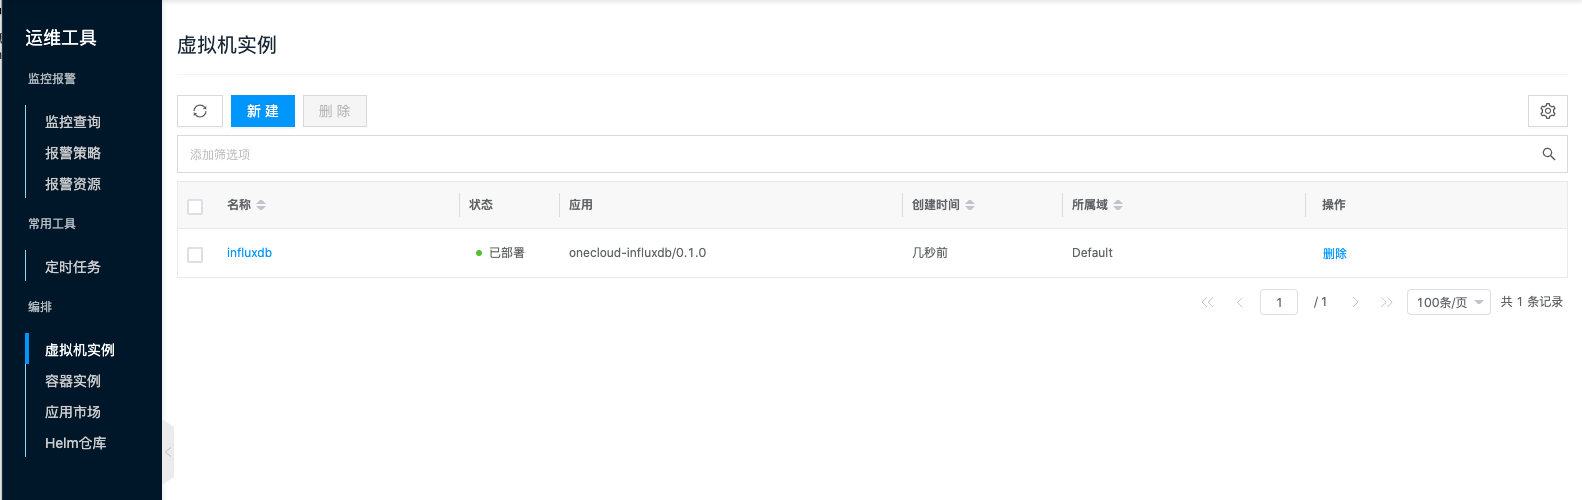 运维工具
监控报警
监控查询
报警策略
报警资源
常用工具
定时任务
编排
虚拟机实例
容器实例
应用市场
Helm仓库
虚拟机实例
新 建 删 除
添加筛选项
名称 状态 应用 创建时间 所属域 操作
influxdb 已部署 onecloud-influxdb/0.1.0 几秒前 Default 删除
1 / 1 100条/页 共 1 条记录